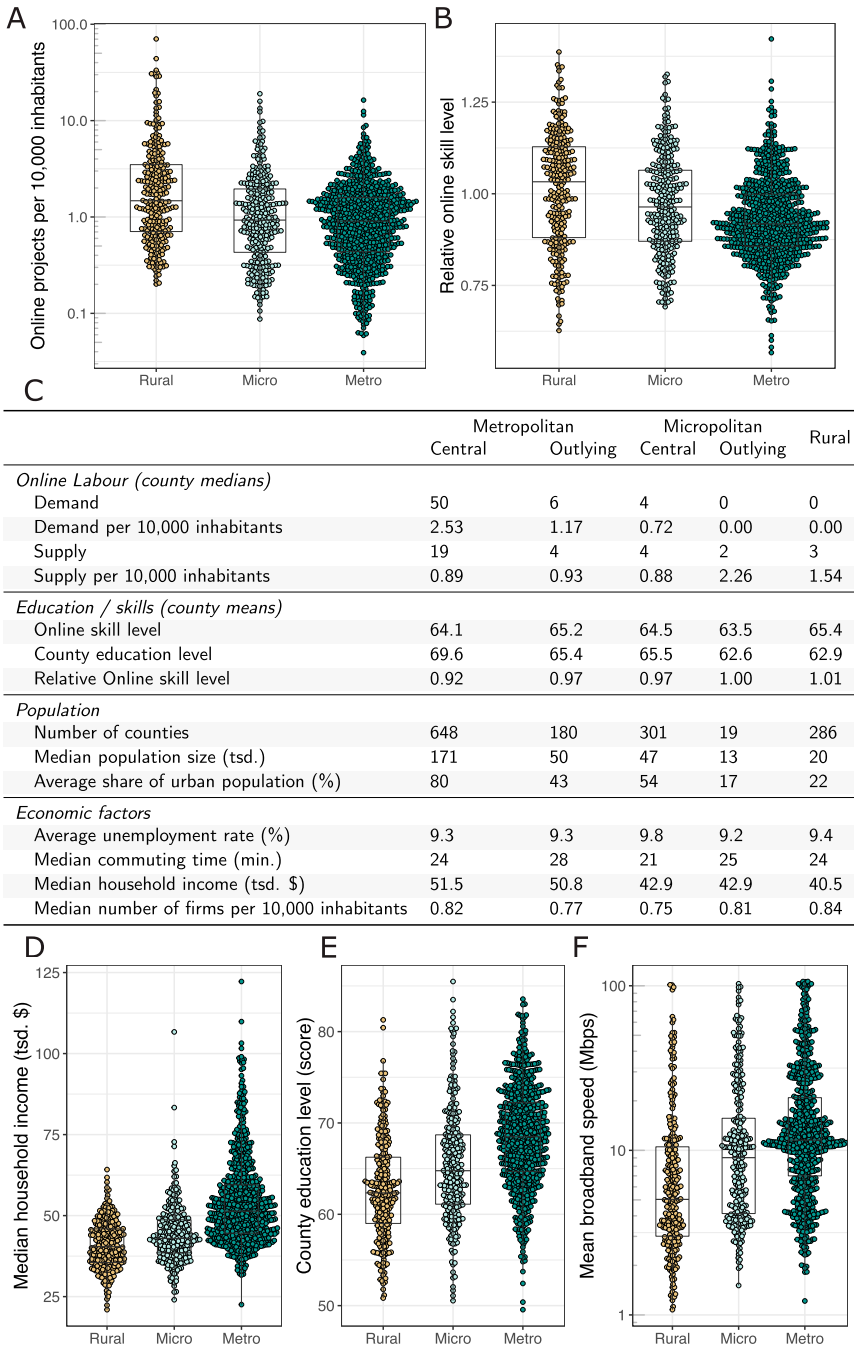 A
B
100.0
10.0
1.0
0.1
Online projects per 10,000 inhabitants
Rural Micro Metro
1.25
1.00
0.75
Relative online skill level
Rural Micro Metro
C
Metropolitan Micropolitan Rural
Central Outlying Central Outlying
Online Labour (county medians)
Demand 50 6 4 0 0
Demand per 10,000 inhabitants 2.53 1.17 0.72 0.00 0.00
Supply 19 4 4 2 3
Supply per 10,000 inhabitants 0.89 0.93 0.88 2.26 1.54
Education / skills (county means)
Online skill level 64.1 65.2 64.5 63.5 65.4
County education level 69.6 65.4 65.5 62.6 62.9
Relative Online skill level 0.92 0.97 0.97 1.00 1.01
Population
Number of counties 648 180 301 19 286
Median population size (tsd.) 171 50 47 13 20
Average share of urban population (%) 80 43 54 17 22
Economic factors
Average unemployment rate (%) 9.3 9.3 9.8 9.2 9.4
Median commuting time (min.) 24 28 21 25 24
Median household income (tsd. $) 51.5 50.8 42.9 42.9 40.5
Median number of firms per 10,000 inhabitants 0.82 0.77 0.75 0.81 0.84
D
E
F
125
100
75
50
25
Median household income (tsd. $)
Rural Micro Metro
80
70
60
50
County education level (score)
Rural Micro Metro
100
10
1
Mean broadband speed (Mbps)
Rural Micro Metro